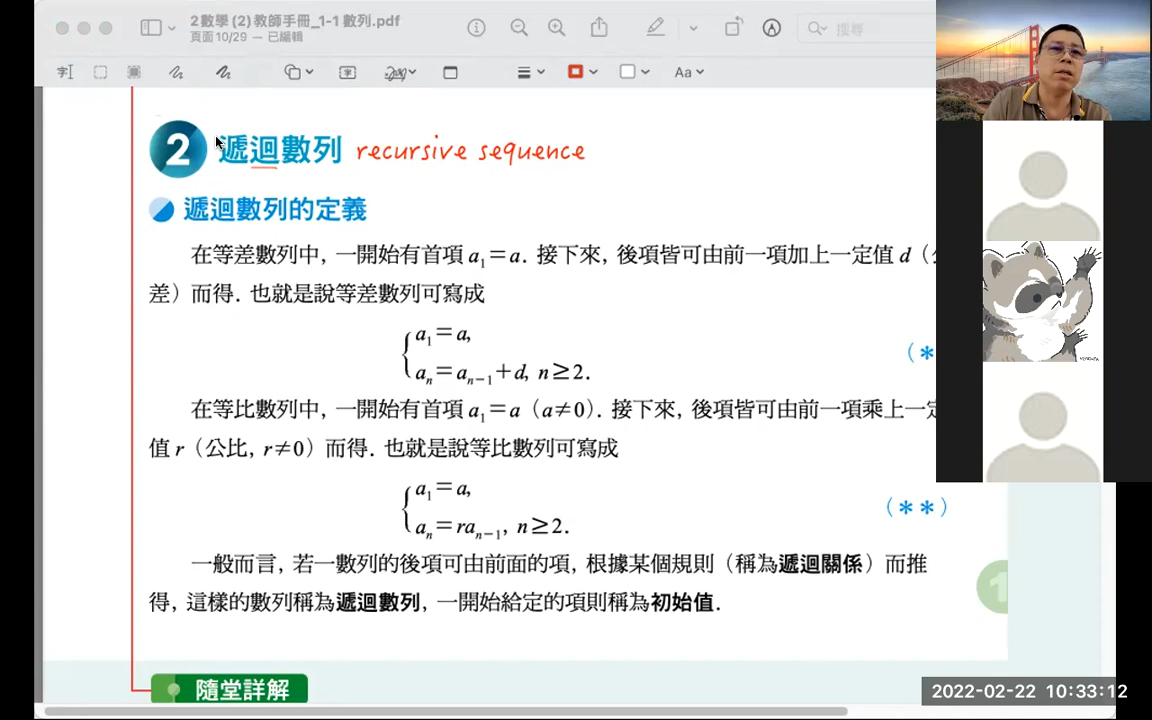 2數學(2)教師手冊_1-1 數列.pdf
頁面10/29 — 已編輯
搜尋
字
Aa
2 遞迴數列 recursive sequence
遞迴數列的定義
在等差數列中, 一開始有首項 a₁=a. 接下來, 後項皆可由前一項加上一定值 d（公
差）而得. 也就是說等差數列可寫成
a₁=a,
aₙ=aₙ₋₁+d, n≥2.
(*
在等比數列中, 一開始有首項 a₁=a（a≠0）. 接下來, 後項皆可由前一項乘上一定
值 r（公比, r≠0）而得. 也就是說等比數列可寫成
a₁=a,
aₙ=raₙ₋₁, n≥2.
(**)
一般而言, 若一數列的後項可由前面的項, 根據某個規則（稱為遞迴關係）而推
得, 這樣的數列稱為遞迴數列, 一開始給定的項則稱為初始值.
1
隨堂詳解
2022-02-22 10:33:12